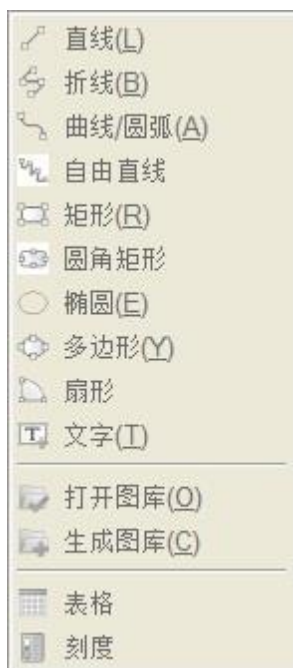 直线(L)
折线(B)
曲线/圆弧(A)
自由直线
矩形(R)
圆角矩形
椭圆(E)
多边形(Y)
扇形
文字(T)
打开图库(O)
生成图库(C)
表格
刻度